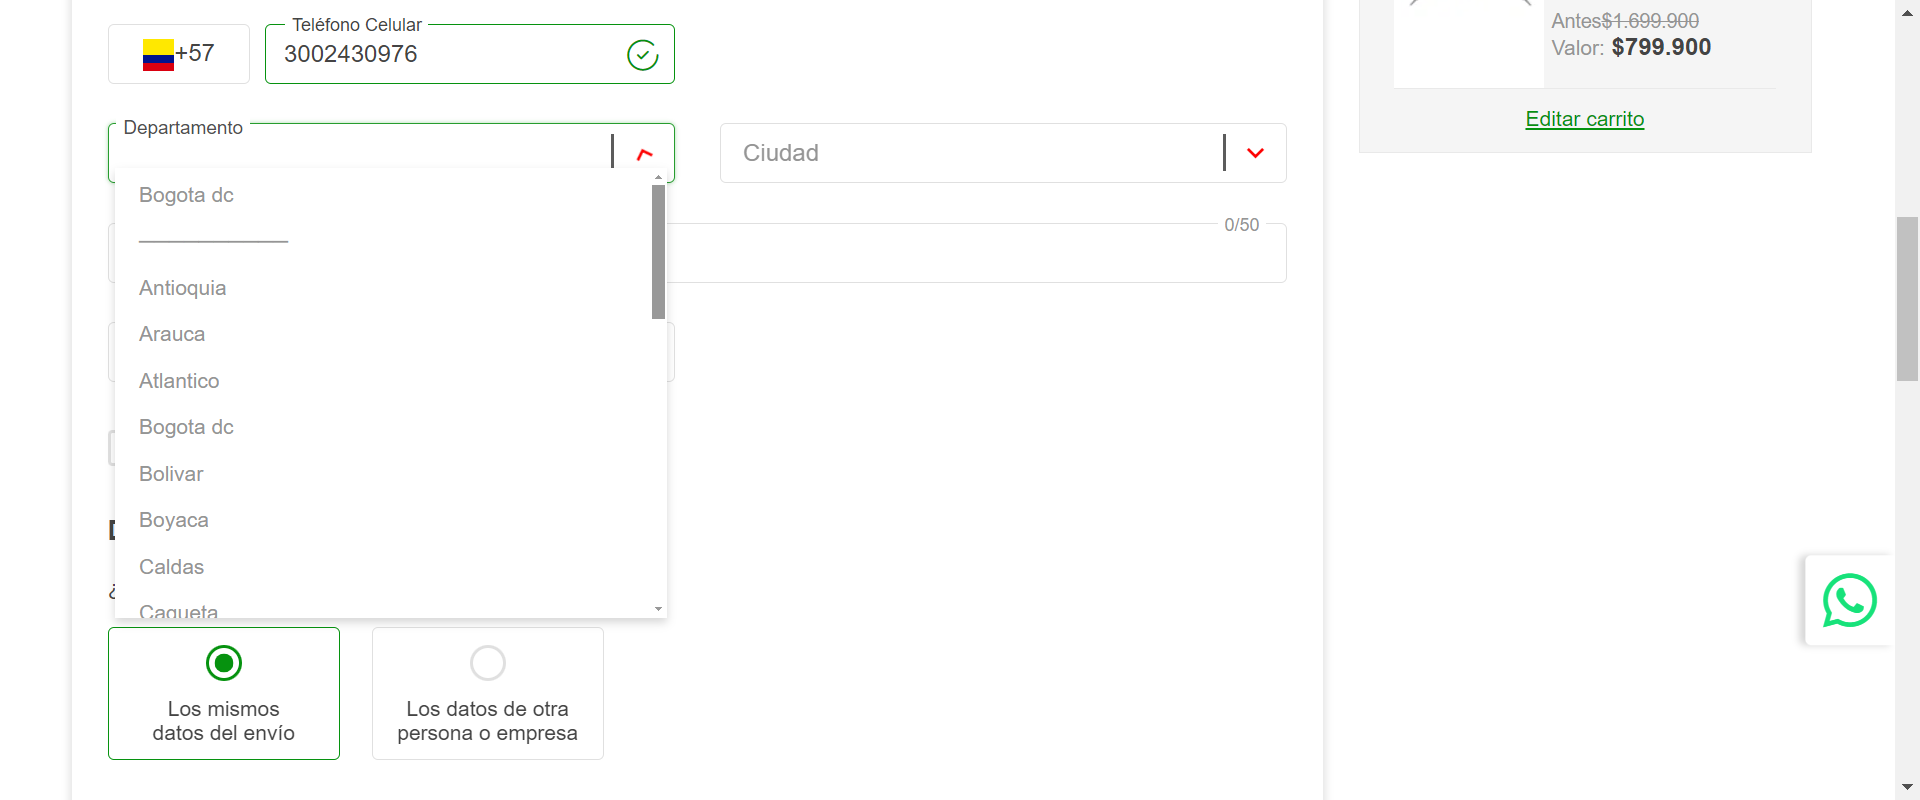 Teléfono Celular
+57
3002430976
Antes$1.699.900
Valor: $799.900
Editar carrito
Departamento
Ciudad
Bogota dc
0/50
Antioquia
Arauca
Atlantico
Bogota dc
Bolivar
Boyaca
Caldas
Caqueta
¿
Los mismos
datos del envío
Los datos de otra
persona o empresa